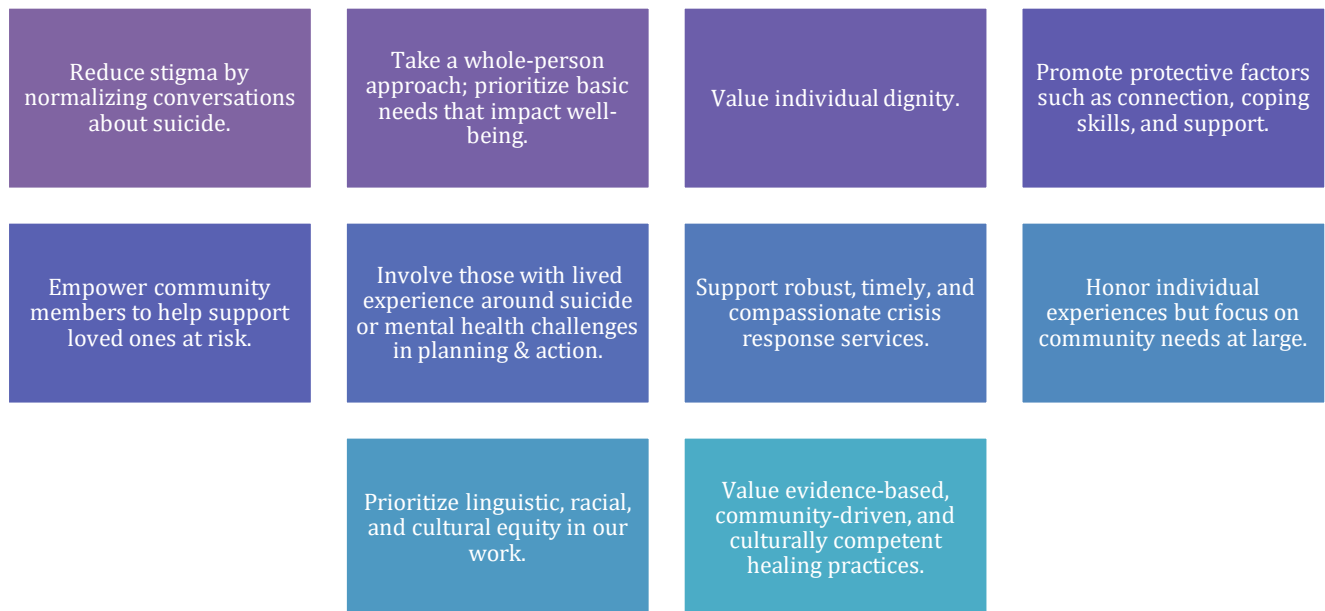 Reduce stigma by
normalizing conversations
about suicide.
Take a whole-person
approach; prioritize basic
needs that impact well-
being.
Value individual dignity.
Promote protective factors
such as connection, coping
skills, and support.
Empower community
members to help support
loved ones at risk.
Involve those with lived
experience around suicide
or mental health challenges
in planning & action.
Support robust, timely, and
compassionate crisis
response services.
Honor individual
experiences but focus on
community needs at large.
Prioritize linguistic, racial,
and cultural equity in our
work.
Value evidence-based,
community-driven, and
culturally competent
healing practices.